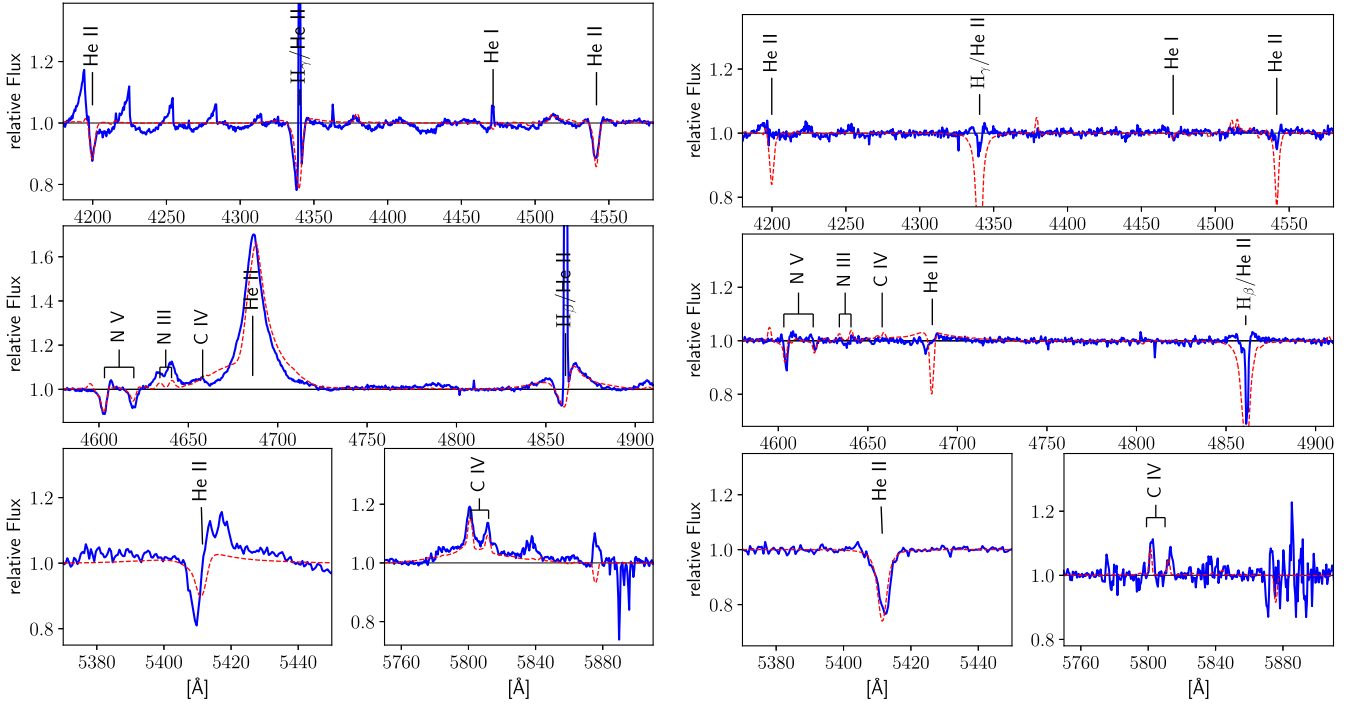 relative Flux
1.2
1.0
0.8
He II
Hγ/He II
He I
He II
4200 4250 4300 4350 4400 4450 4500 4550
relative Flux
1.6
1.4
1.2
1.0
N V
N III
C IV
He II
Hβ/He II
4600 4650 4700 4750 4800 4850 4900
relative Flux
1.2
1.0
0.8
He II
5380 5400 5420 5440
[Å]
1.2
1.0
0.8
C IV
5760 5800 5840 5880
[Å]
relative Flux
1.2
1.0
0.8
He II
Hγ/He II
He I
He II
4200 4250 4300 4350 4400 4450 4500 4550
relative Flux
1.2
1.0
0.8
N V
N III
C IV
He II
Hβ/He II
4600 4650 4700 4750 4800 4850 4900
relative Flux
1.2
1.0
0.8
He II
5380 5400 5420 5440
[Å]
1.2
1.0
0.8
C IV
5760 5800 5840 5880
[Å]